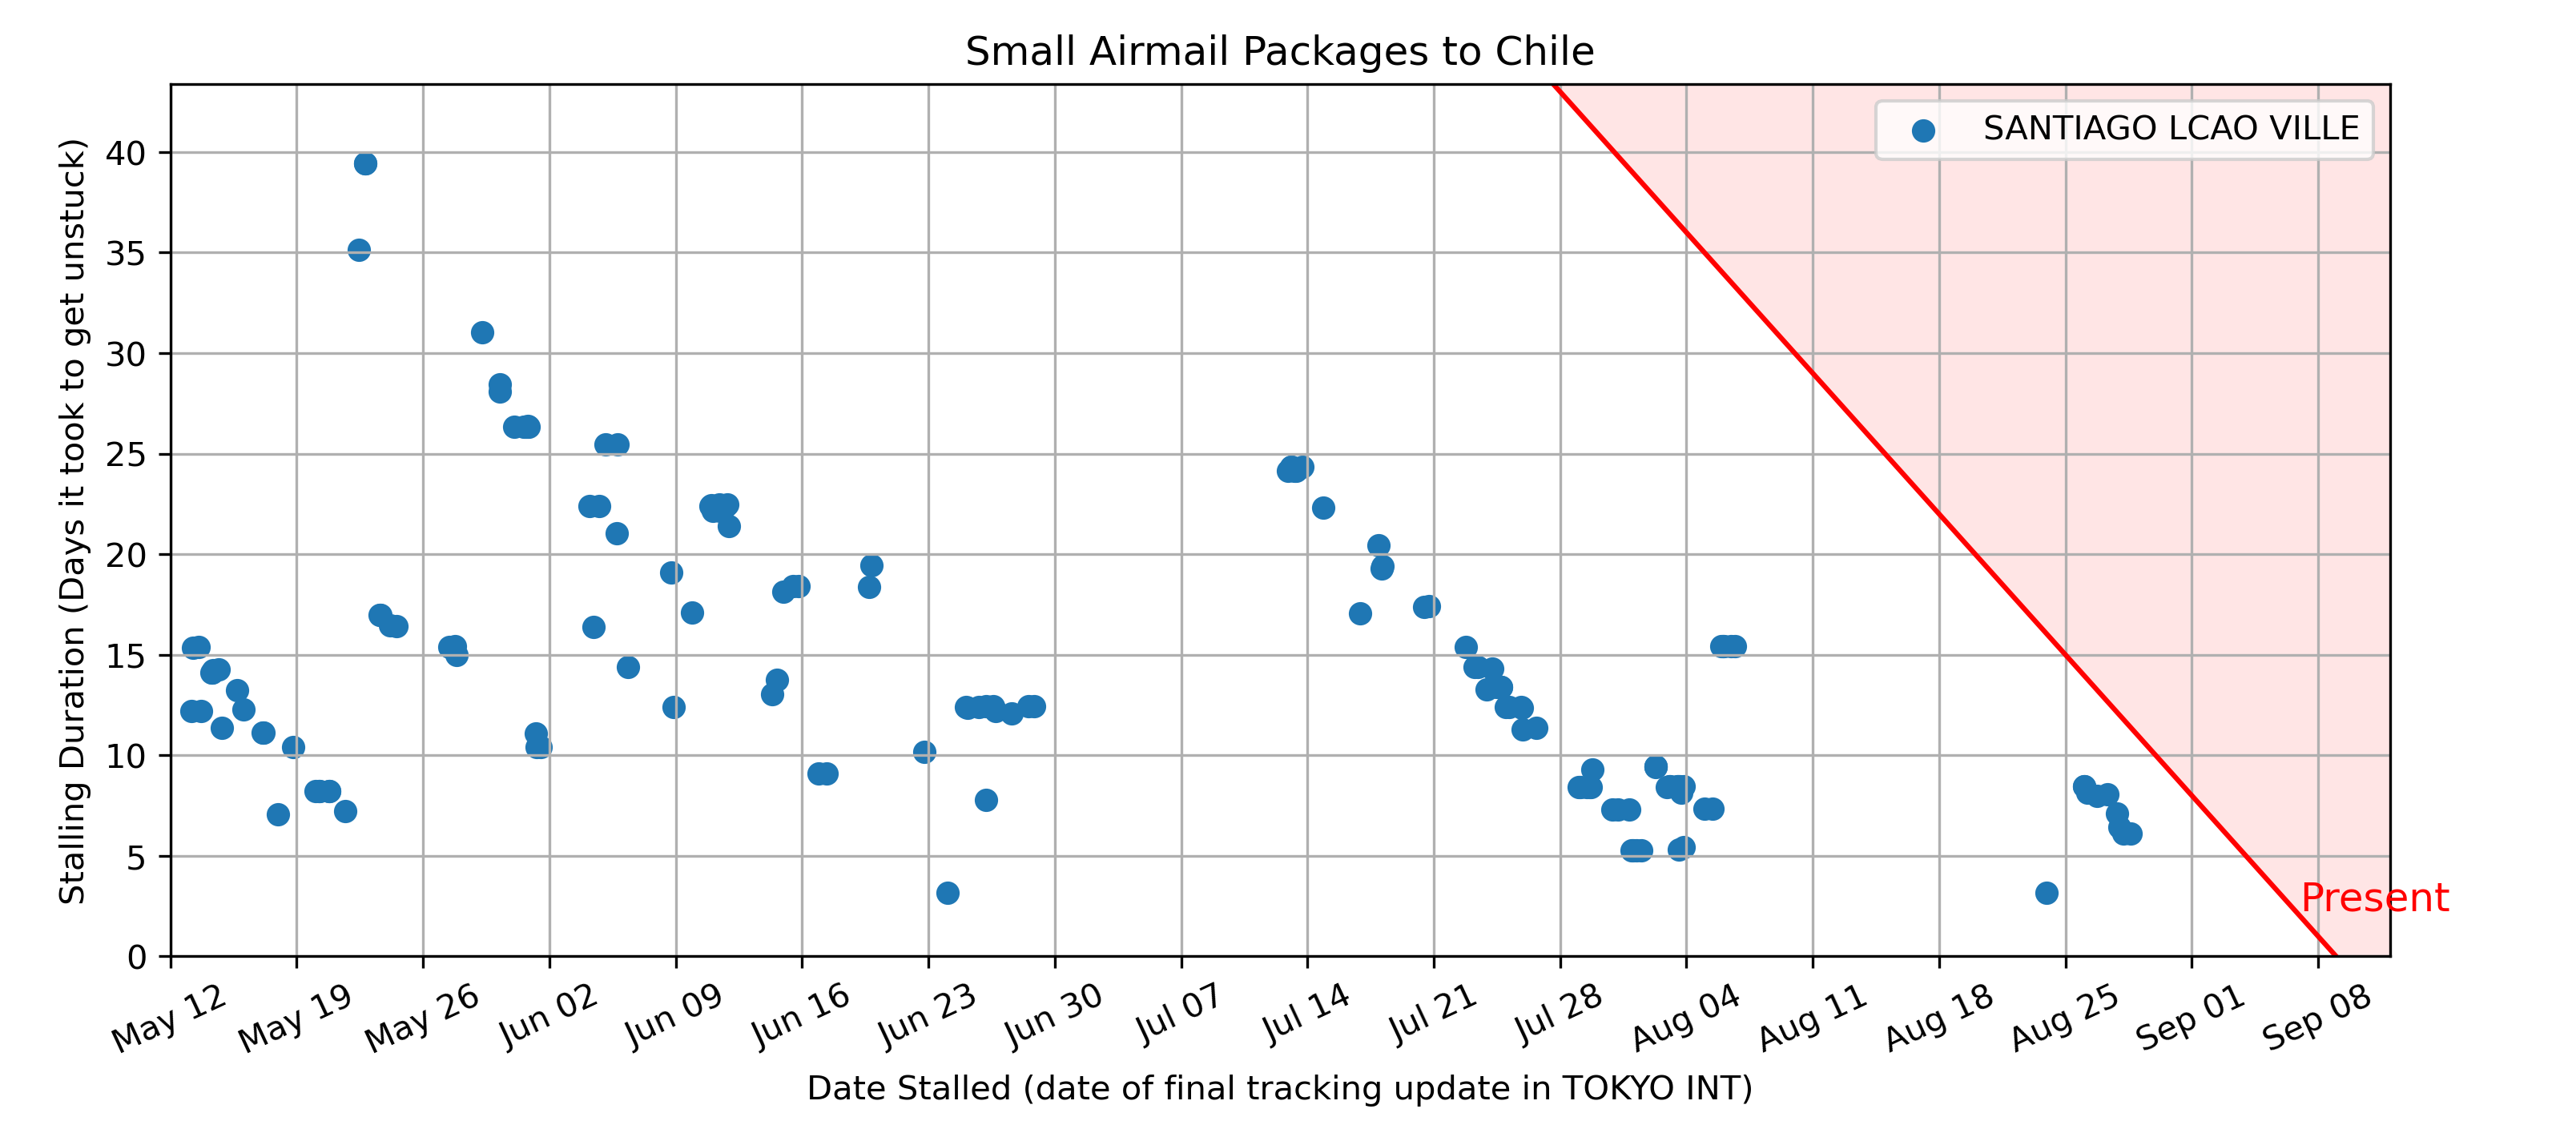 Small Airmail Packages to Chile
SANTIAGO LCAO VILLE
Stalling Duration (Days it took to get unstuck)
40
35
30
25
20
15
10
5
0
Present
May 12
May 19
May 26
Jun 02
Jun 09
Jun 16
Jun 23
Jun 30
Jul 07
Jul 14
Jul 21
Jul 28
Aug 04
Aug 11
Aug 18
Aug 25
Sep 01
Sep 08
Date Stalled (date of final tracking update in TOKYO INT)